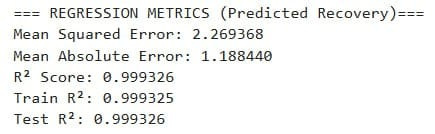 === REGRESSION METRICS (Predicted Recovery)===
Mean Squared Error: 2.269368
Mean Absolute Error: 1.188440
R² Score: 0.999326
Train R²: 0.999325
Test R²: 0.999326